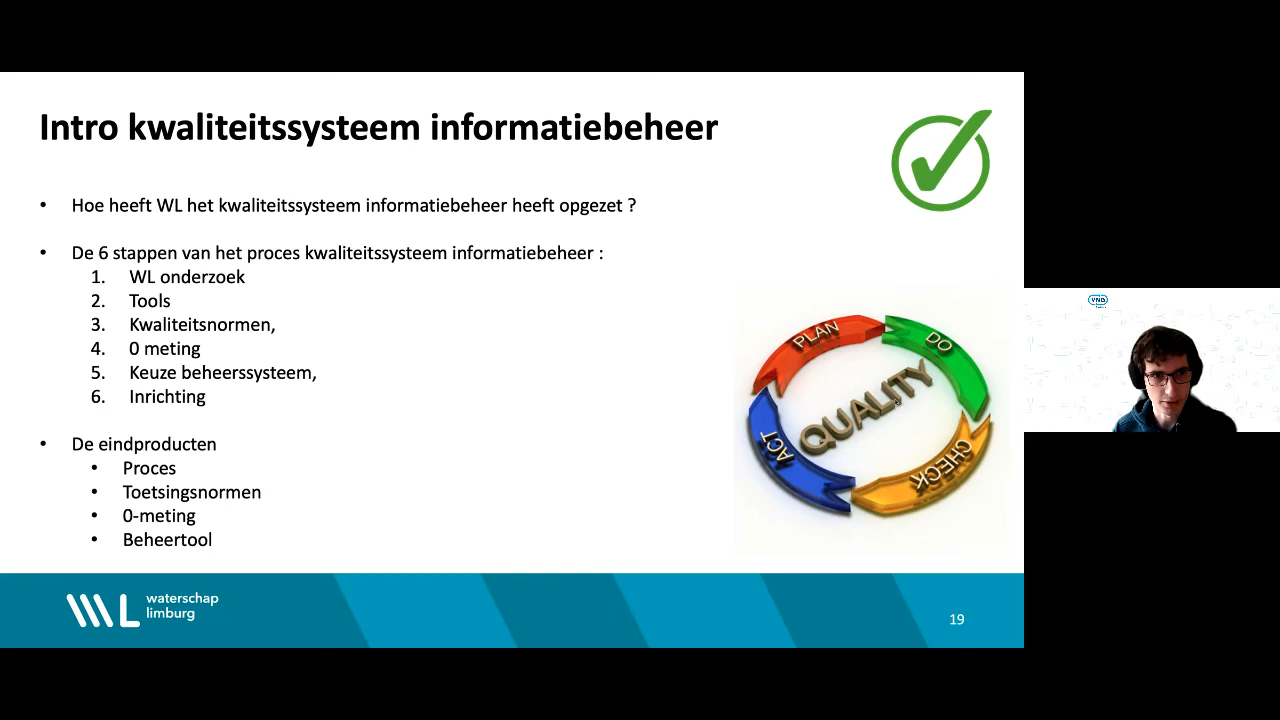 Intro kwaliteitssysteem informatiebeheer
• Hoe heeft WL het kwaliteitssysteem informatiebeheer heeft opgezet ?
• De 6 stappen van het proces kwaliteitssysteem informatiebeheer :
1. WL onderzoek
2. Tools
3. Kwaliteitsnormen,
4. 0 meting
5. Keuze beheerssysteem,
6. Inrichting
• De eindproducten
• Proces
• Toetsingsnormen
• 0-meting
• Beheertool
PLAN
DO
QUALITY
ACT
CHECK
WL waterschap
limburg
19
VNG